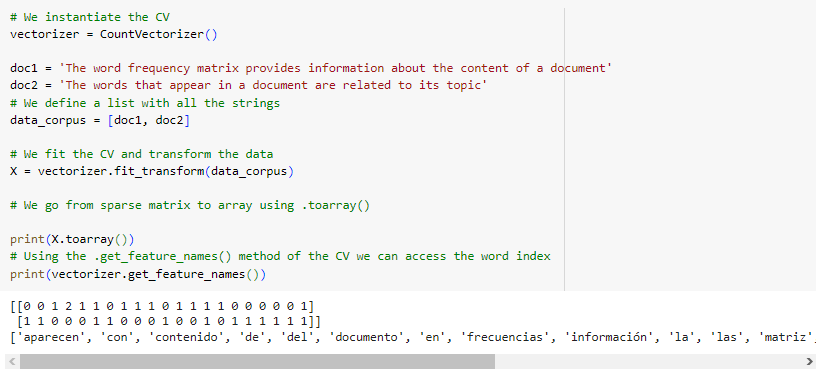 # We instantiate the CV
vectorizer = CountVectorizer()
doc1 = 'The word frequency matrix provides information about the content of a document'
doc2 = 'The words that appear in a document are related to its topic'
# We define a list with all the strings
data_corpus = [doc1, doc2]
# We fit the CV and transform the data
X = vectorizer.fit_transform(data_corpus)
# We go from sparse matrix to array using .toarray()
print(X.toarray())
# Using the .get_feature_names() method of the CV we can access the word index
print(vectorizer.get_feature_names())
[[0 0 1 2 1 1 0 1 1 1 0 1 1 1 1 0 0 0 0 0 1]
[1 1 0 0 0 1 1 0 0 0 1 0 0 1 0 1 1 1 1 1 1]]
['aparecen', 'con', 'contenido', 'de', 'del', 'documento', 'en', 'frecuencias', 'información', 'la', 'las', 'matriz',